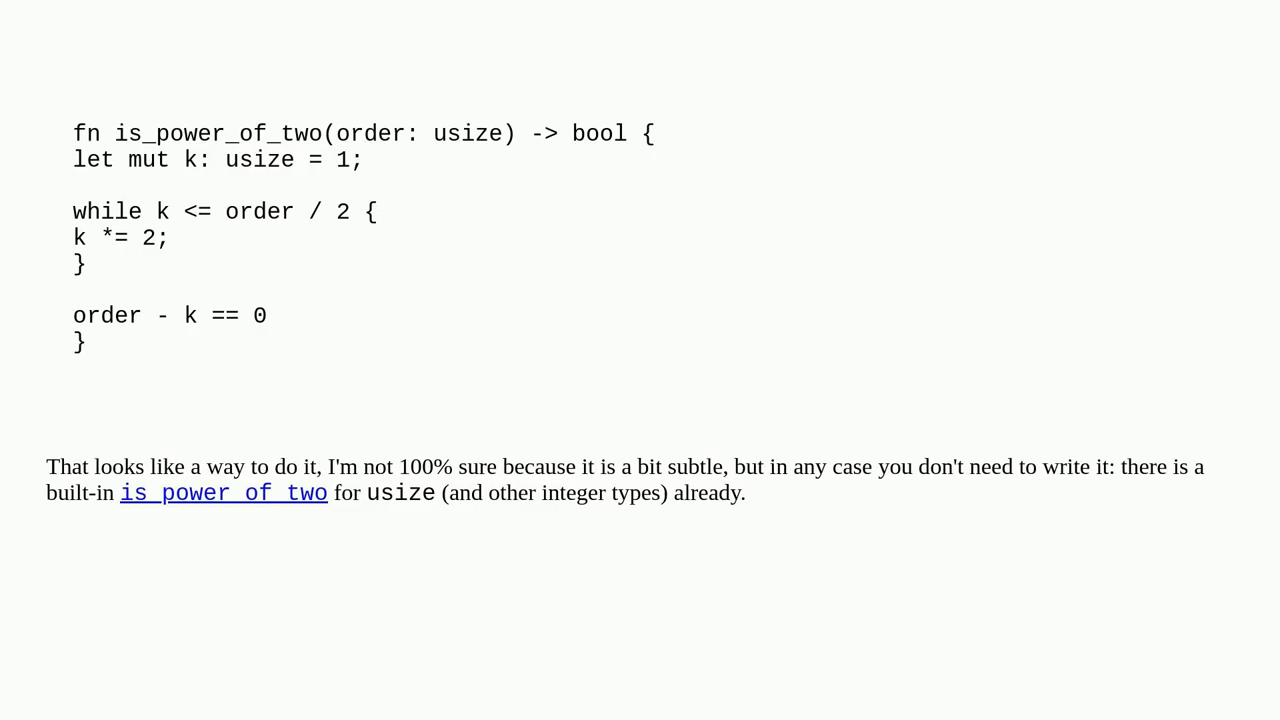 fn is_power_of_two(order: usize) -> bool {
let mut k: usize = 1;
while k <= order / 2 {
k *= 2;
}
order - k == 0
}
That looks like a way to do it, I'm not 100% sure because it is a bit subtle, but in any case you don't need to write it: there is a
built-in is_power_of_two for usize (and other integer types) already.